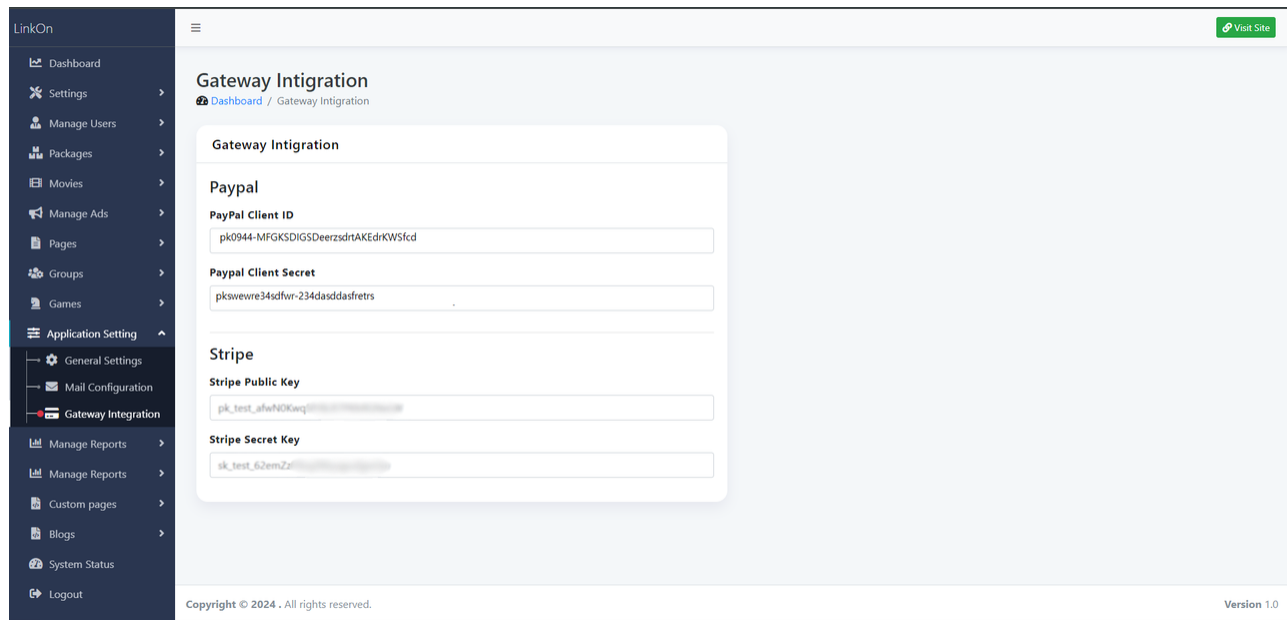 LinkOn
Visit Site
Dashboard
Settings
Manage Users
Packages
Movies
Manage Ads
Pages
Groups
Games
Application Setting
General Settings
Mail Configuration
Gateway Integration
Manage Reports
Manage Reports
Custom pages
Blogs
System Status
Logout
Gateway Intigration
Dashboard / Gateway Intigration
Gateway Intigration
Paypal
PayPal Client ID
pk0944-MFGKSDIGSDeerzsdrtAKEdrKWSfcd
Paypal Client Secret
pkswewre34sdfwr-234dasddasfretrs
Stripe
Stripe Public Key
pk_test_afwN0Kwq
Stripe Secret Key
sk_test_62emZz
Copyright © 2024 . All rights reserved.
Version 1.0